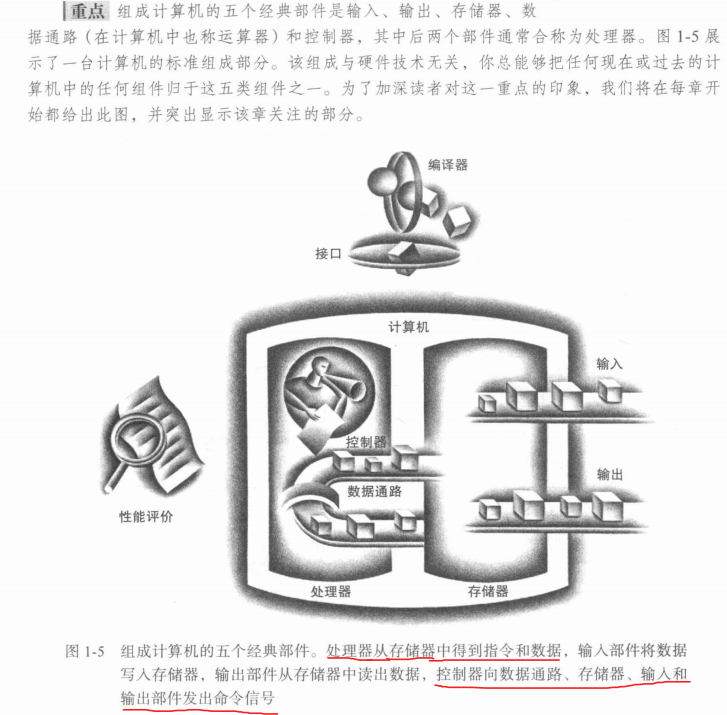 重点 组成计算机的五个经典部件是输入、输出、存储器、数
据通路（在计算机中也称运算器）和控制器，其中后两个部件通常合称为处理器。图 1-5 展
示了一台计算机的标准组成部分。该组成与硬件技术无关，你总能够把任何现在或过去的计
算机中的任何组件归于这五类组件之一。为了加深读者对这一重点的印象，我们将在每章开
始都给出此图，并突出显示该章关注的部分。
编译器
接口
计算机
输入
控制器
数据通路
输出
性能评价
处理器
存储器
图 1-5 组成计算机的五个经典部件。处理器从存储器中得到指令和数据，输入部件将数据
写入存储器，输出部件从存储器中读出数据，控制器向数据通路、存储器、输入和
输出部件发出命令信号